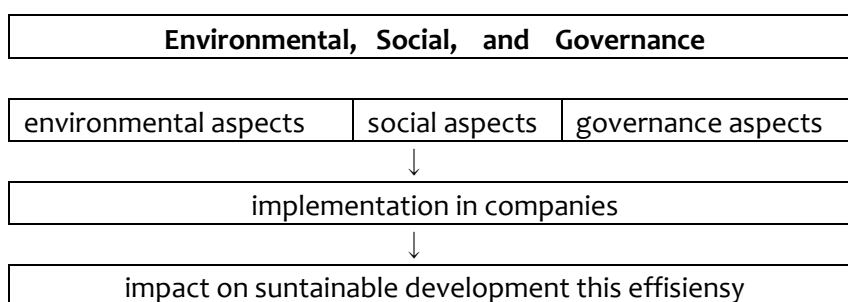 Environmental, Social, and Governance
environmental aspects social aspects governance aspects
↓
implementation in companies
↓
impact on suntainable development this effisiensy